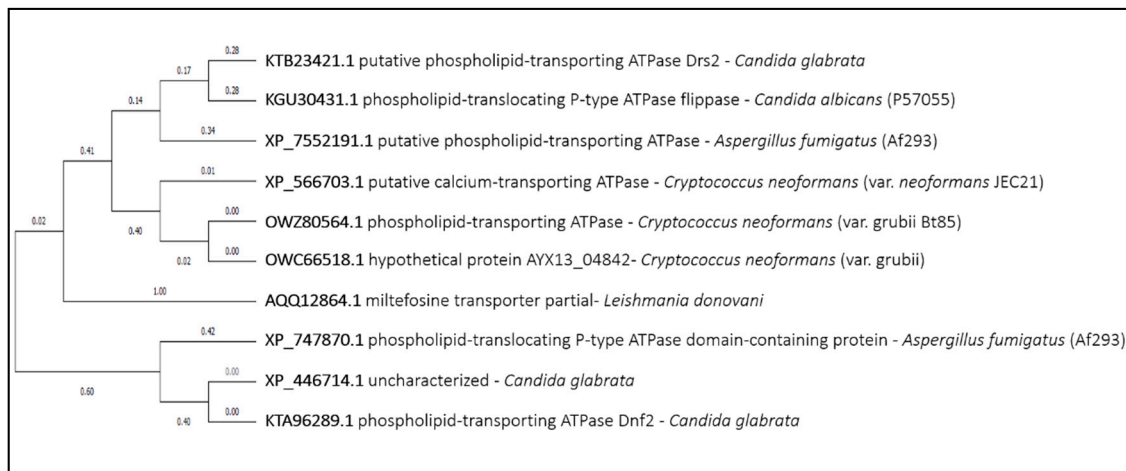 0.28
KTB23421.1 putative phospholipid-transporting ATPase Drs2 - Candida glabrata
0.17
0.28
KGU30431.1 phospholipid-translocating P-type ATPase flippase - Candida albicans (P57055)
0.14
0.34
XP_7552191.1 putative phospholipid-transporting ATPase - Aspergillus fumigatus (Af293)
0.41
0.01
XP_566703.1 putative calcium-transporting ATPase - Cryptococcus neoformans (var. neoformans JEC21)
0.00
OWZ80564.1 phospholipid-transporting ATPase - Cryptococcus neoformans (var. grubii Bt85)
0.02
0.40
0.00
OWC66518.1 hypothetical protein AYX13_04842- Cryptococcus neoformans (var. grubii)
0.02
1.00
AQQ12864.1 miltefosine transporter partial- Leishmania donovani
0.42
XP_747870.1 phospholipid-translocating P-type ATPase domain-containing protein - Aspergillus fumigatus (Af293)
0.00
XP_446714.1 uncharacterized - Candida glabrata
0.60
0.00
KTA96289.1 phospholipid-transporting ATPase Dnf2 - Candida glabrata
0.40